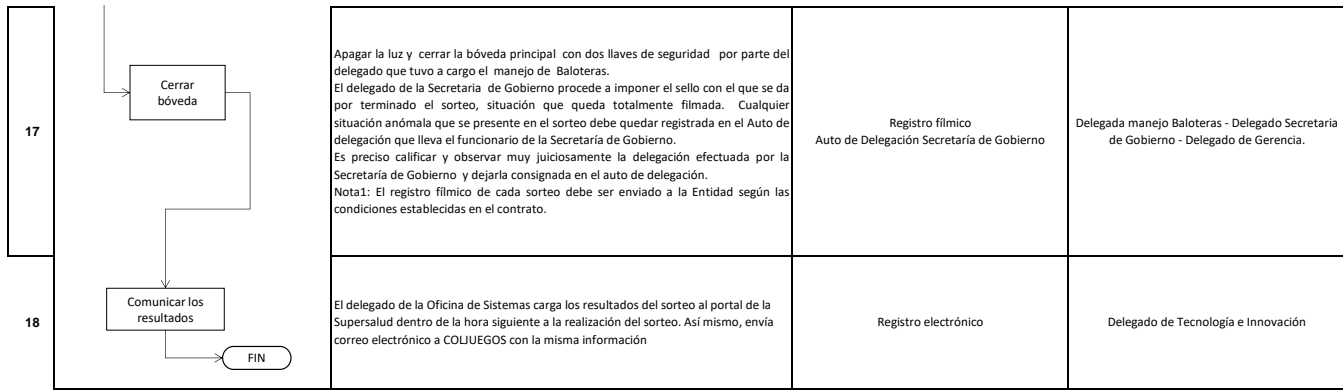 17
Cerrar
bóveda
Apagar la luz y cerrar la bóveda principal con dos llaves de seguridad por parte del
delegado que tuvo a cargo el manejo de Baloteras.
El delegado de la Secretaria de Gobierno procede a imponer el sello con el que se da
por terminado el sorteo, situación que queda totalmente filmada. Cualquier
situación anómala que se presente en el sorteo debe quedar registrada en el Auto de
delegación que lleva el funcionario de la Secretaría de Gobierno.
Es preciso calificar y observar muy juiciosamente la delegación efectuada por la
Secretaría de Gobierno y dejarla consignada en el auto de delegación.
Nota1: El registro fílmico de cada sorteo debe ser enviado a la Entidad según las
condiciones establecidas en el contrato.
Registro fílmico
Auto de Delegación Secretaría de Gobierno
Delegada manejo Baloteras - Delegado Secretaria
de Gobierno - Delegado de Gerencia.
18
Comunicar los
resultados
FIN
El delegado de la Oficina de Sistemas carga los resultados del sorteo al portal de la
Supersalud dentro de la hora siguiente a la realización del sorteo. Así mismo, envía
correo electrónico a COLJUEGOS con la misma información
Registro electrónico
Delegado de Tecnología e Innovación